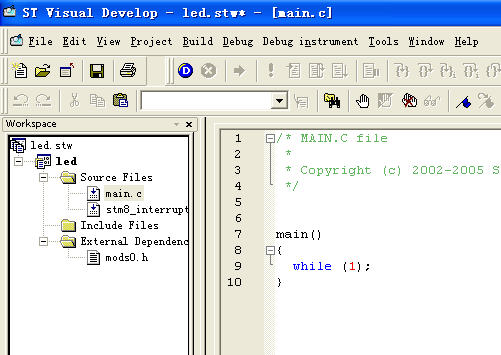 ST Visual Develop - led.stw* - [main.c]
File Edit View Project Build Debug Debug instrument Tools Window Help
Workspace
led.stw
led
Source Files
main.c
stm8_interrupt
Include Files
External Dependenc
mods0.h
1 /* MAIN.C file
2 *
3 * Copyright (c) 2002-2005 S
4 */
5
6
7 main()
8 {
9 while (1);
10 }